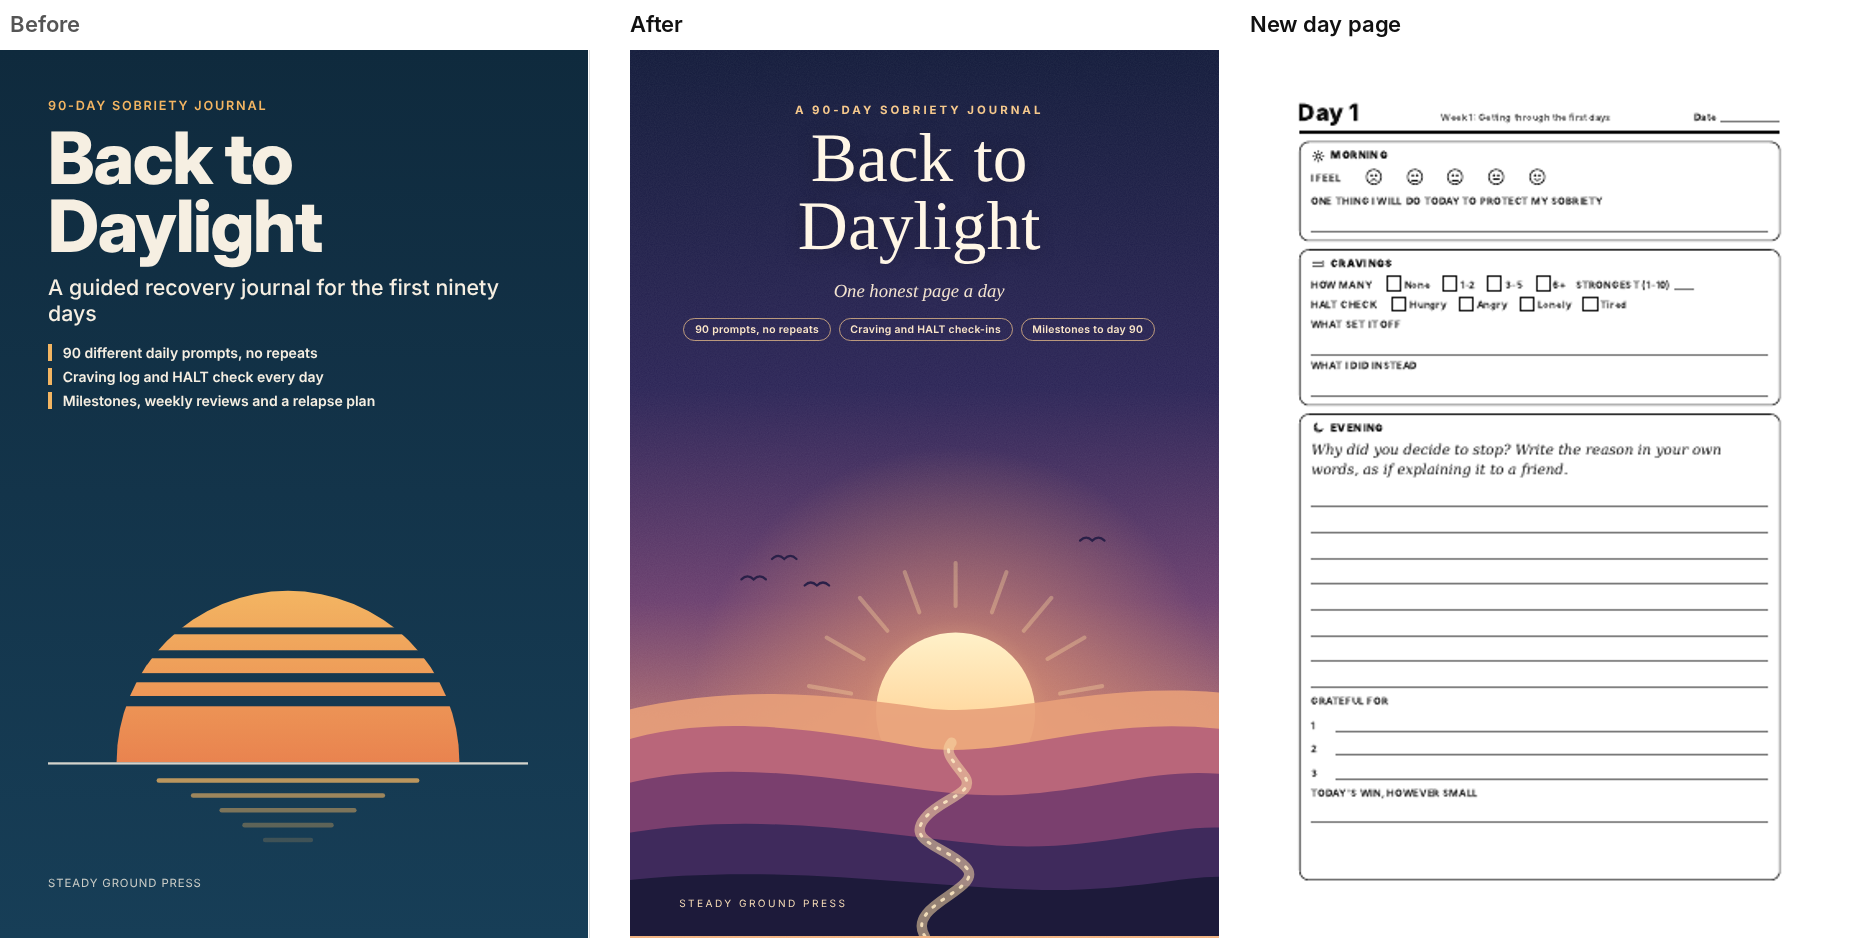 Before
90-DAY SOBRIETY JOURNAL
Back to
Daylight
A guided recovery journal for the first ninety
days
90 different daily prompts, no repeats
Craving log and HALT check every day
Milestones, weekly reviews and a relapse plan
STEADY GROUND PRESS
After
A 90-DAY SOBRIETY JOURNAL
Back to
Daylight
One honest page a day
90 prompts, no repeats Craving and HALT check-ins Milestones to day 90
STEADY GROUND PRESS
New day page
Day 1 Week 1: Getting through the first days Date
MORNING
I FEEL
ONE THING I WILL DO TODAY TO PROTECT MY SOBRIETY
CRAVINGS
HOW MANY None 1-2 3-5 6+ STRONGEST (1-10)
HALT CHECK Hungry Angry Lonely Tired
WHAT SET IT OFF
WHAT I DID INSTEAD
EVENING
Why did you decide to stop? Write the reason in your own
words, as if explaining it to a friend.
GRATEFUL FOR
1
2
3
TODAY'S WIN, HOWEVER SMALL